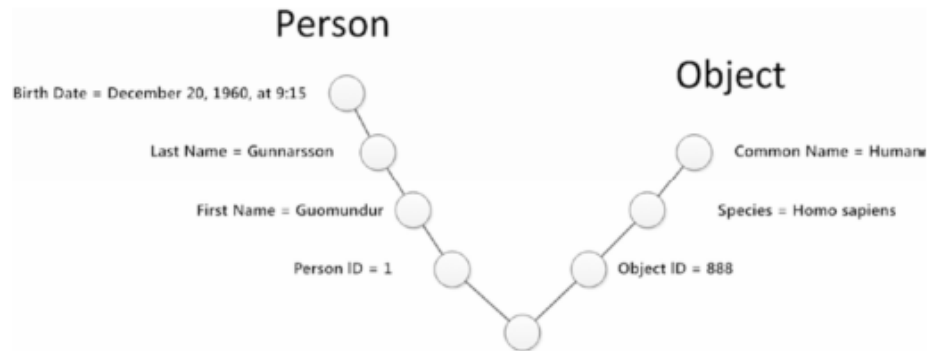 Person
Object
Birth Date = December 20, 1960, at 9:15
Last Name = Gunnarsson
Common Name = Human
First Name = Guomundur
Species = Homo sapiens
Person ID = 1
Object ID = 888